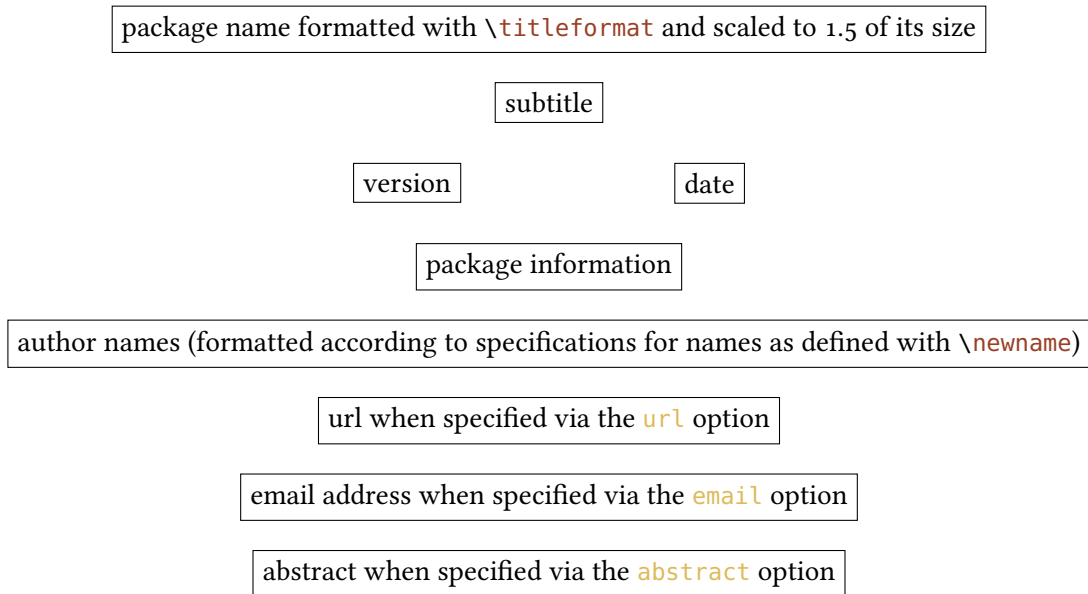 package name formatted with \titleformat and scaled to 1.5 of its size
subtitle
version date
package information
author names (formatted according to specifications for names as defined with \newname)
url when specified via the url option
email address when specified via the email option
abstract when specified via the abstract option